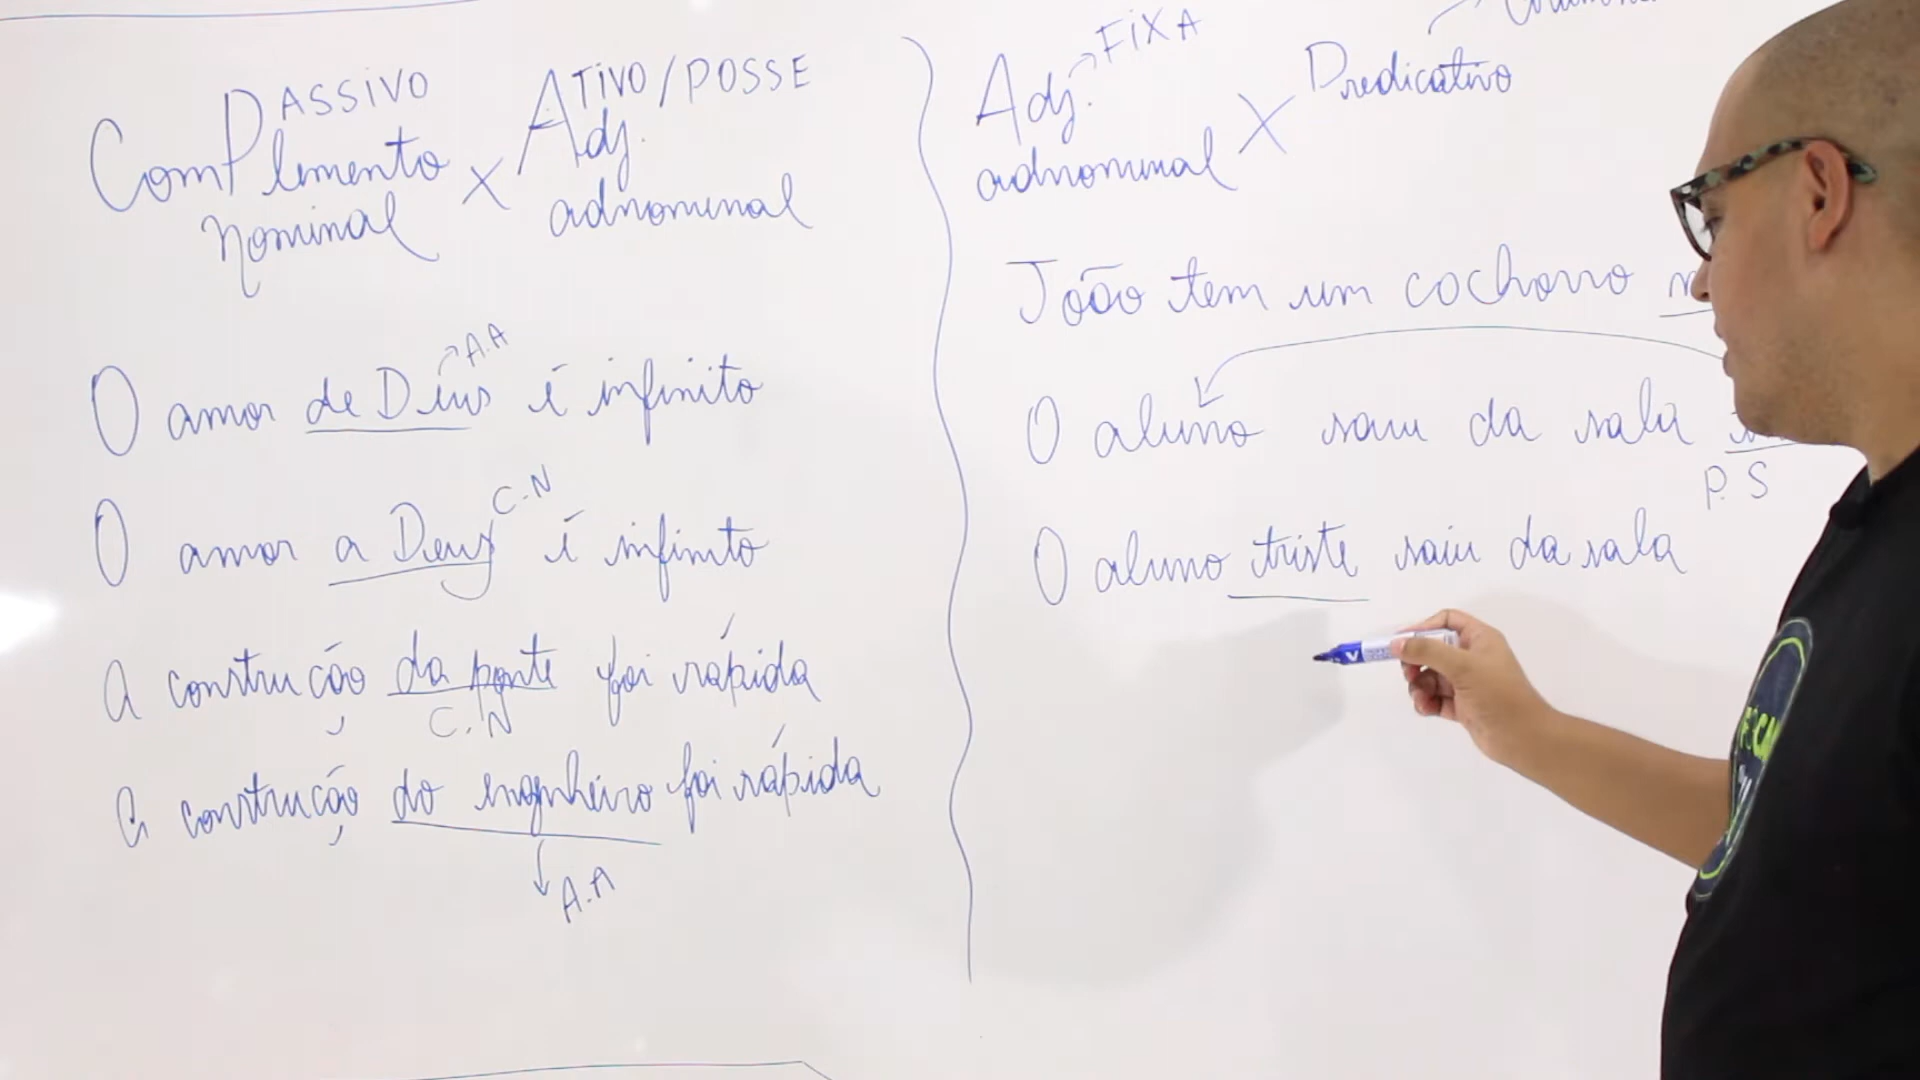 PASSIVO
ComPlemento
nominal
X
ATIVO/POSSE
Adj.
adnominal
O amor de Deus é infinito
A.A
O amor a Deus é infinito
C.N
A construção da ponte foi rápida
C.N
A construção do engenheiro foi rápida
A.A
FIXA
Adj.
adnominal
X
Predicativo
João tem um cachorro
O aluno saiu da sala
P.S
O aluno triste saiu da sala